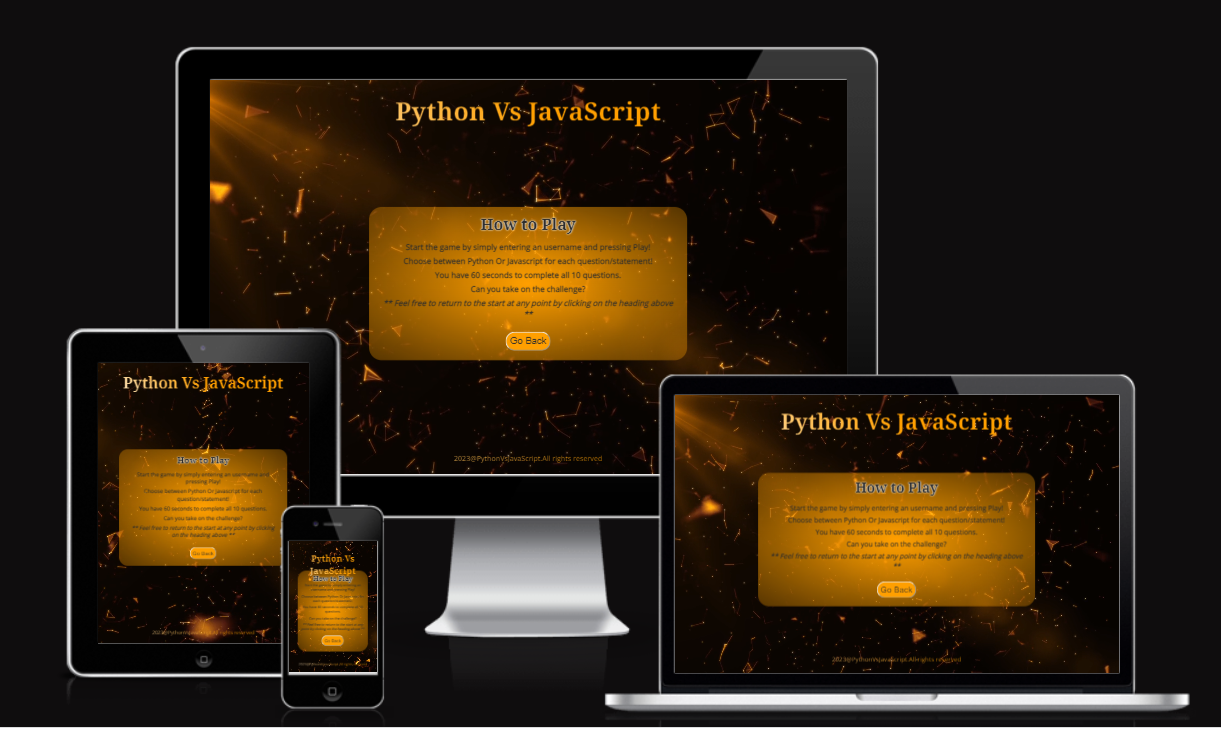 Python Vs JavaScript
How to Play
Start the game by simply entering an username and pressing Play!
Choose between Python Or Javascript for each question/statement!
You have 60 seconds to complete all 10 questions.
Can you take on the challenge?
** Feel free to return to the start at any point by clicking on the heading above
**
Go Back
2023@PythonVsJavaScript.All rights reserved
Python Vs JavaScript
How to Play
Start the game by simply entering an username and
pressing Play!
Choose between Python Or Javascript for each
question/statement!
You have 60 seconds to complete all 10 questions.
Can you take on the challenge?
** Feel free to return to the start at any point by clicking
on the heading above **
Go Back
2023@PythonVsJavaScript.All rights reserved
Python Vs
JavaScript
How to Play
Go Back
Python Vs JavaScript
How to Play
Start the game by simply entering an username and pressing Play!
Choose between Python Or Javascript for each question/statement!
You have 60 seconds to complete all 10 questions.
Can you take on the challenge?
** Feel free to return to the start at any point by clicking on the heading above
**
Go Back
2023@PythonVsJavaScript.All rights reserved